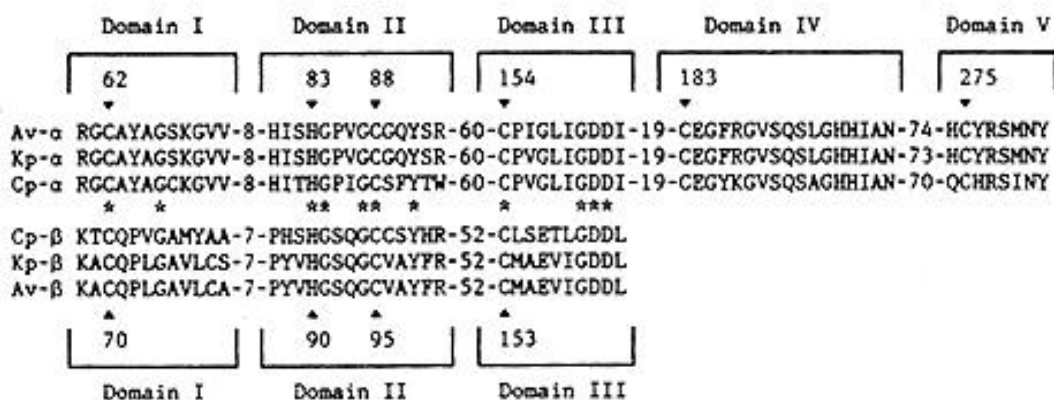 Domain I Domain II Domain III Domain IV Domain V
62 83 88 154 183 275
Av-α RGCAYAGSKGVV-8-HISHGPVGCGQYSR-60-CPIGLIGDDI-19-CEGFRGVSQSLGHHIAN-74-HCYRSMNY
Kp-α RGCAYAGSKGVV-8-HISHGPVGCGQYSR-60-CPVGLIGDDI-19-CEGFRGVSQSLGHHIAN-73-HCYRSMNY
Cp-α RGCAYAGCKGVV-8-HITHGPIGCSFYTW-60-CPVGLIGDDI-19-CEGYKGVSQSAGHHIAN-70-QCHRSINY
* * ** ** * * ***
Cp-β KTCQPVGAMYAA-7-PHSHGSQGCCSYHR-52-CLSETLGDDL
Kp-β KACQPLGAVLCS-7-PYVHGSQGCVAYFR-52-CMAEVIGDDL
Av-β KACQPLGAVLCA-7-PYVHGSQGCVAYFR-52-CMAEVIGDDL
70 90 95 153
Domain I Domain II Domain III